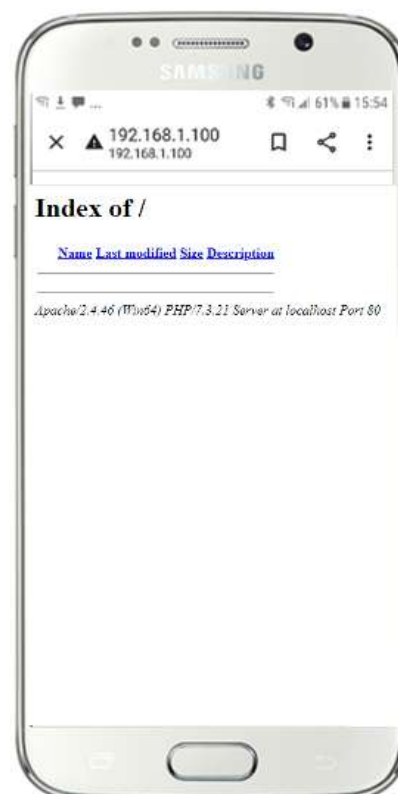 SAMSUNG
... 61% 15:54
192.168.1.100
192.168.1.100
Index of /
Name Last modified Size Description
Apache/2.4.46 (Win64) PHP/7.3.21 Server at localhost Port 80